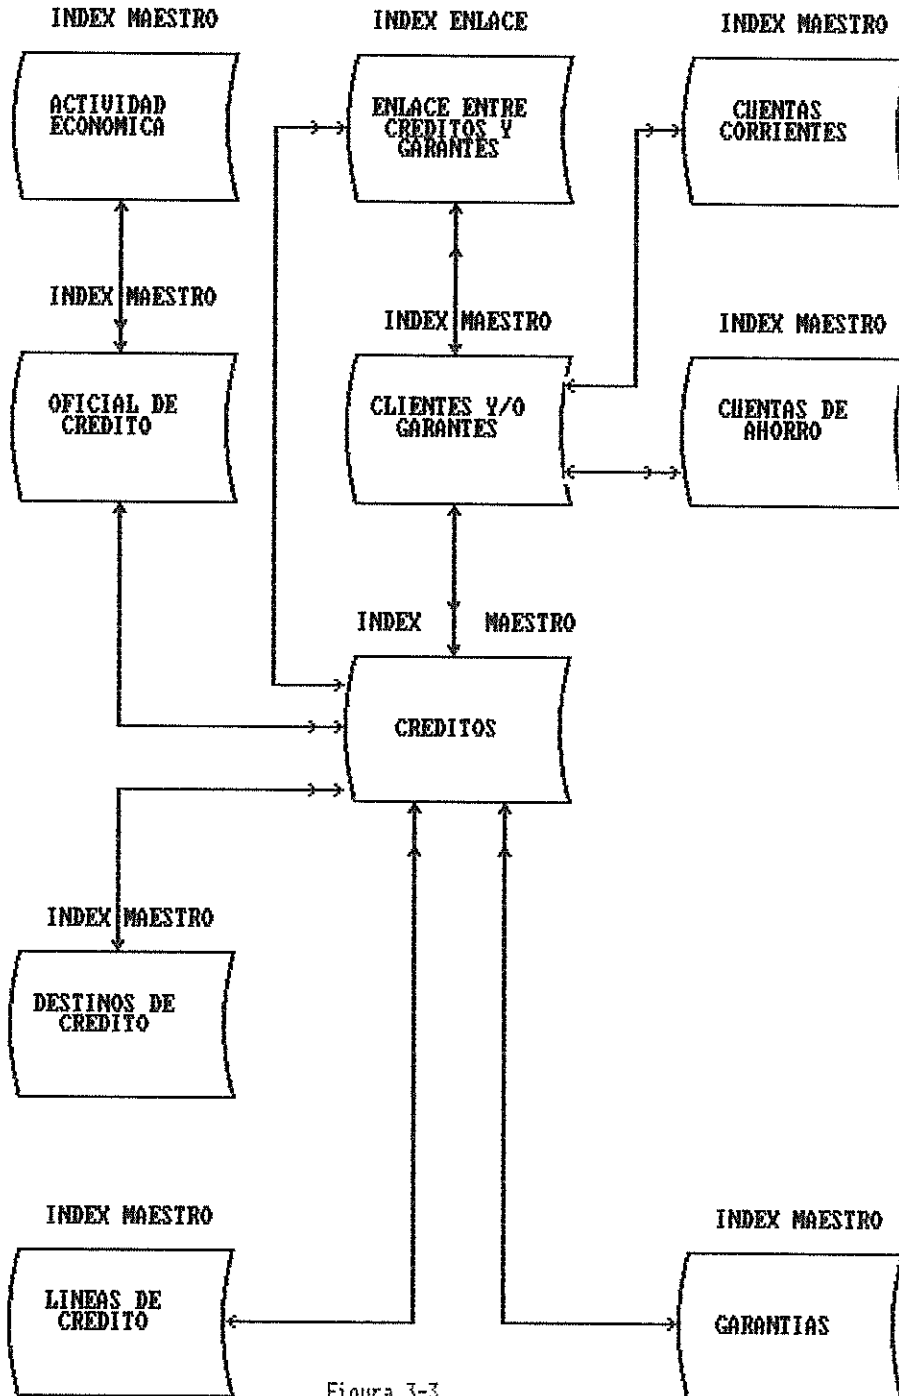 INDEX MAESTRO
INDEX ENLACE
INDEX MAESTRO
ACTIVIDAD
ECONOMICA
ENLACE ENTRE
CREDITOS Y
GARANTES
CUENTAS
CORRIENTES
INDEX MAESTRO
INDEX MAESTRO
INDEX MAESTRO
OFICIAL DE
CREDITO
CLIENTES Y/O
GARANTES
CUENTAS DE
AHORRO
INDEX MAESTRO
CREDITOS
INDEX MAESTRO
DESTINOS DE
CREDITO
INDEX MAESTRO
INDEX MAESTRO
LINEAS DE
CREDITO
GARANTIAS
Figura 3-3